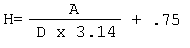 A
H= ――――― + .75
D x 3.14